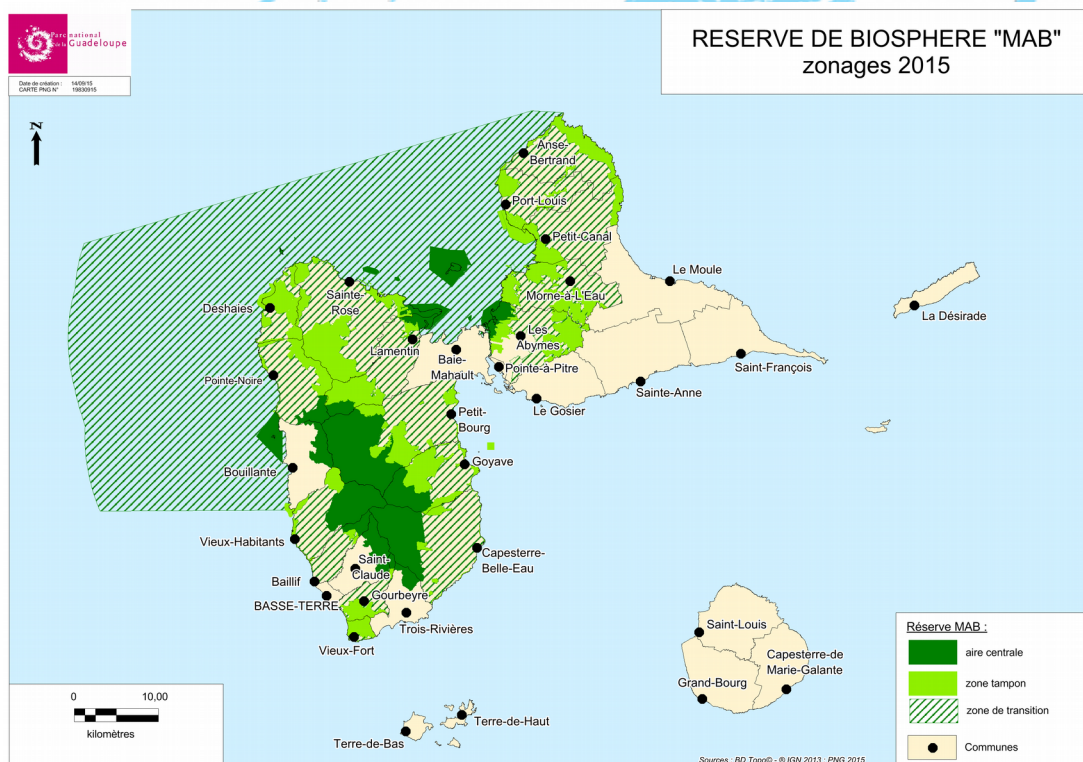 Parc national
de la Guadeloupe
Date de création : 14/09/15
CARTE PNG N° 19830915
RESERVE DE BIOSPHERE "MAB"
zonages 2015
N
Anse-
Bertrand
Port-Louis
Petit-Canal
Le Moule
Morne-à-L'Eau
Sainte-
Rose
Deshaies
La Désirade
Les
Abymes
Lamentin
Baie-
Mahault
Saint-François
Pointe-à-Pitre
Pointe-Noire
Sainte-Anne
Le Gosier
Petit-
Bourg
Goyave
Bouillante
Vieux-Habitants
Capesterre-
Belle-Eau
Saint-
Claude
Baillif
BASSE-TERRE
Gourbeyre
Trois-Rivières
Vieux-Fort
Saint-Louis
Capesterre-de
Marie-Galante
Grand-Bourg
Terre-de-Haut
Terre-de-Bas
0 10,00
kilomètres
Réserve MAB :
aire centrale
zone tampon
zone de transition
Communes
Sources : BD Topo© - ® IGN 2013 ; PNG 2015